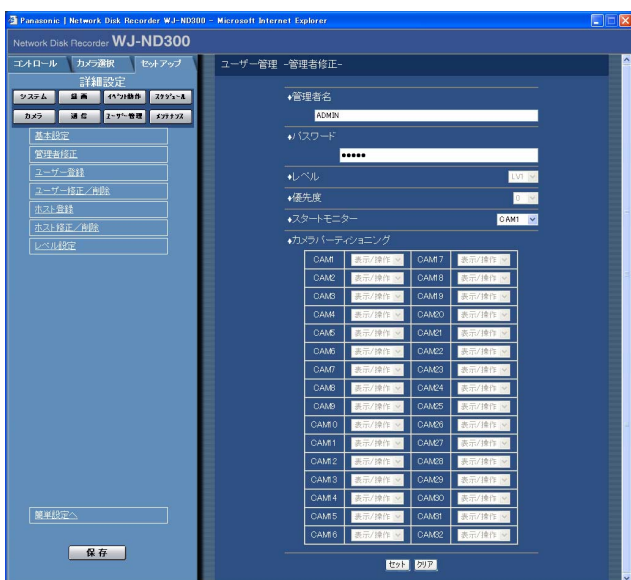 Panasonic | Network Disk Recorder WJ-ND300 - Microsoft Internet Explorer
Network Disk Recorder WJ-ND300
コントロール カメラ選択 セットアップ
詳細設定
システム 録画 イベント動作 スケジュール
カメラ 通信 ユーザー管理 メンテナンス
基本設定
管理者修正
ユーザー登録
ユーザー修正/削除
ホスト登録
ホスト修正/削除
レベル設定
簡単設定へ
保存
ユーザー管理 -管理者修正-
♦管理者名
ADMIN
♦パスワード
●●●●●
♦レベル LV1
♦優先度 0
♦スタートモニター CAM1
♦カメラパーティショニング
CAM1 表示/操作 CAM17 表示/操作
CAM2 表示/操作 CAM18 表示/操作
CAM3 表示/操作 CAM19 表示/操作
CAM4 表示/操作 CAM20 表示/操作
CAM5 表示/操作 CAM21 表示/操作
CAM6 表示/操作 CAM22 表示/操作
CAM7 表示/操作 CAM23 表示/操作
CAM8 表示/操作 CAM24 表示/操作
CAM9 表示/操作 CAM25 表示/操作
CAM10 表示/操作 CAM26 表示/操作
CAM11 表示/操作 CAM27 表示/操作
CAM12 表示/操作 CAM28 表示/操作
CAM13 表示/操作 CAM29 表示/操作
CAM14 表示/操作 CAM30 表示/操作
CAM15 表示/操作 CAM31 表示/操作
CAM16 表示/操作 CAM32 表示/操作
セット クリア